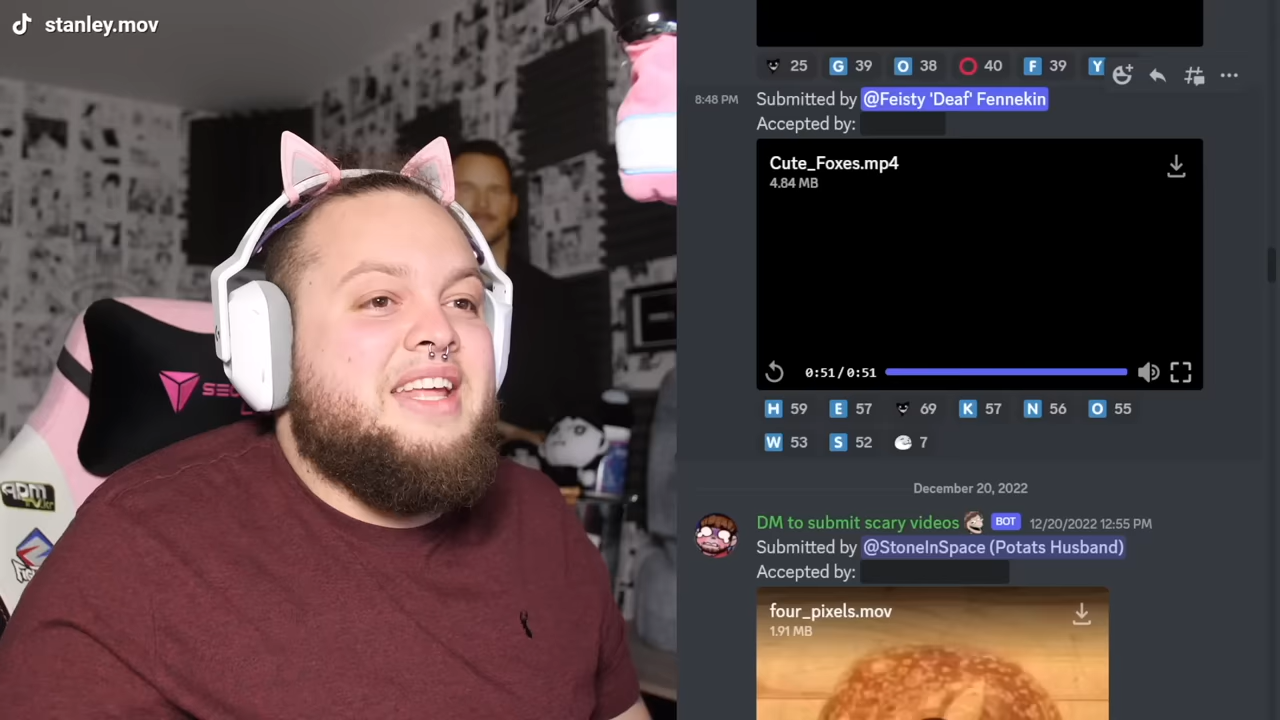 stanley.mov
25 G 39 O 38 40 F 39 Y
8:48 PM Submitted by @Feisty 'Deaf' Fennekin
Accepted by:
Cute_Foxes.mp4
4.84 MB
0:51/0:51
H 59 E 57 69 K 57 N 56 O 55
W 53 S 52 7
December 20, 2022
DM to submit scary videos BOT 12/20/2022 12:55 PM
Submitted by @StoneInSpace (Potats Husband)
Accepted by:
four_pixels.mov
1.91 MB